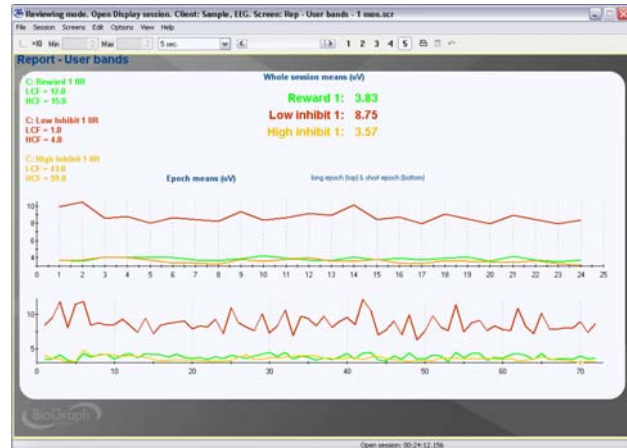 Reviewing mode. Open Display session. Client: Sample, EEG. Screen: Rep - User bands - 1 mon.scr
File Session Screens Edit Options View Help
Min Max 5 sec. 1 2 3 4 5
Report - User bands
Whole session means (uV)
C: Reward 1 IIR
LCF = 12.0
HCF = 15.0
Reward 1: 3.83
Low inhibit 1: 8.75
High inhibit 1: 3.57
C: Low Inhibit 1 IIR
LCF = 1.0
HCF = 4.0
C: High Inhibit 1 IIR
LCF = 43.0
HCF = 59.0
Epoch means (uV)
long epoch (top) & short epoch (bottom)
10
8
6
4
0 1 2 3 4 5 6 7 8 9 10 11 12 13 14 15 16 17 18 19 20 21 22 23 24 25
10
5
0 10 20 30 40 50 60 70
BioGraph
Open session: 00:24:12.156